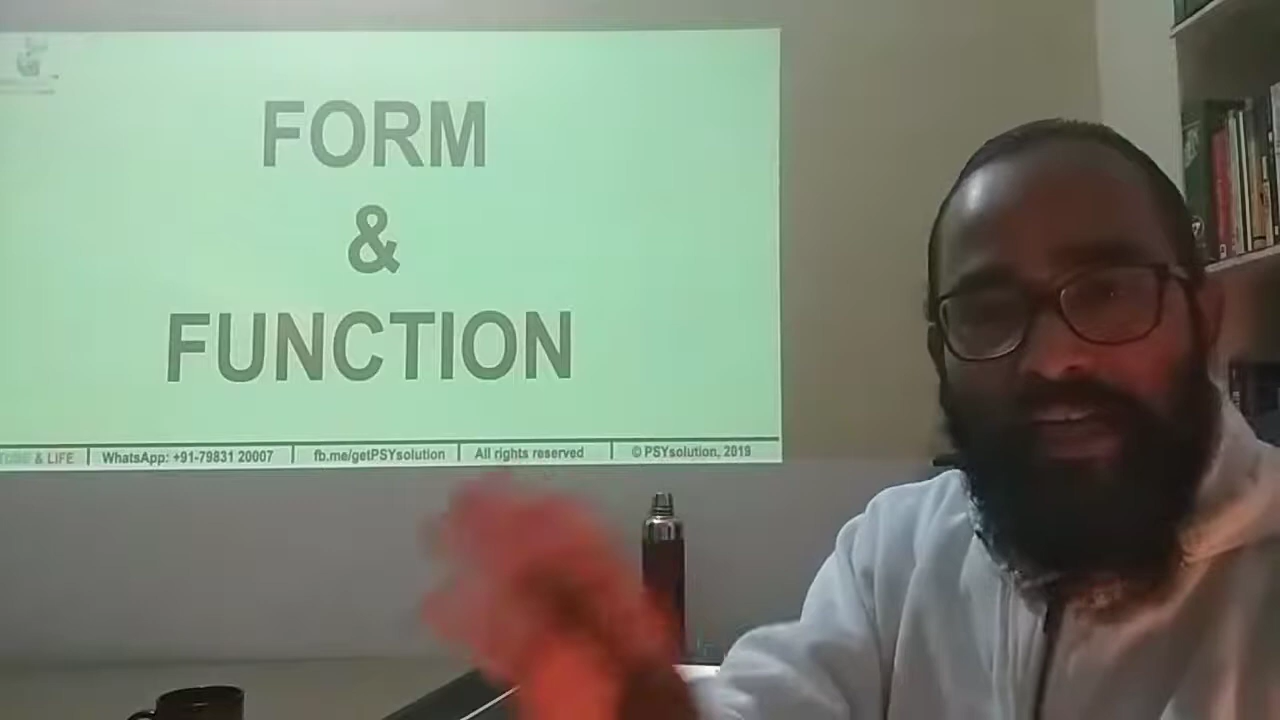 FORM
&
FUNCTION
& LIFE | WhatsApp: +91-79831 20007 | fb.me/getPSYsolution | All rights reserved | © PSYsolution, 2019